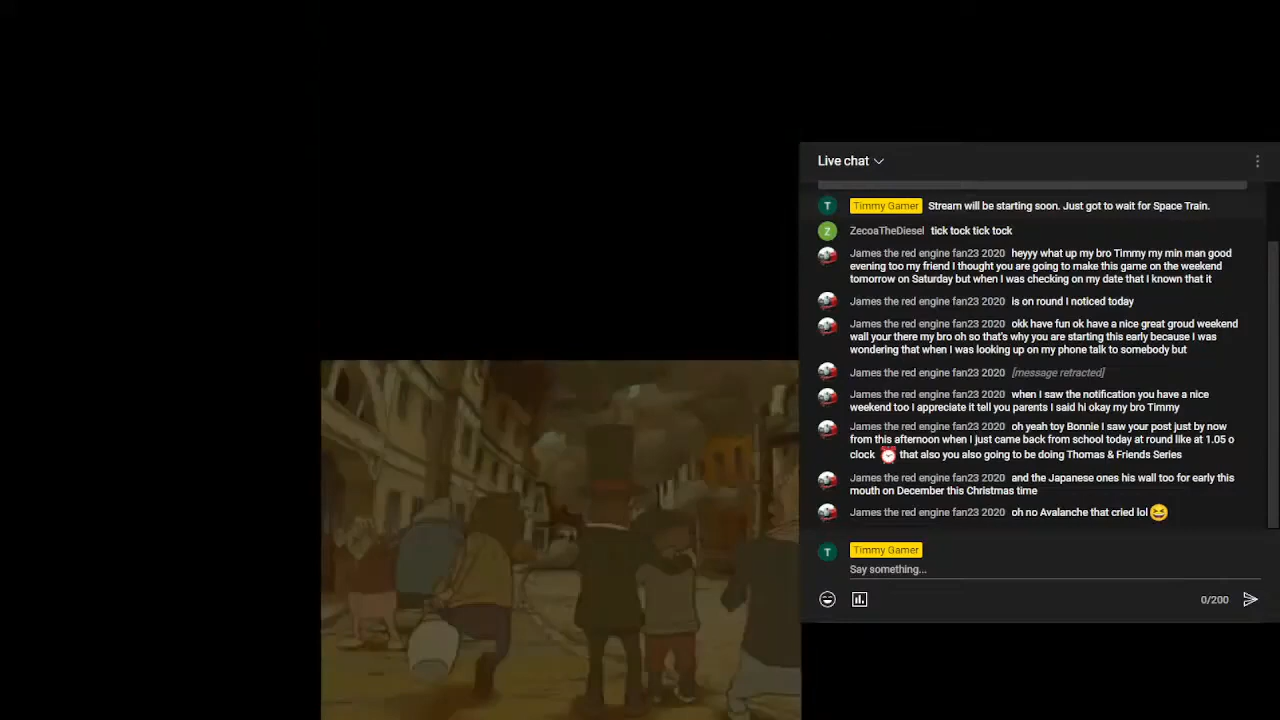 Live chat
T Timmy Gamer Stream will be starting soon. Just got to wait for Space Train.
Z ZecoaTheDiesel tick tock tick tock
James the red engine fan23 2020 heyyy what up my bro Timmy my min man good
evening too my friend I thought you are going to make this game on the weekend
tomorrow on Saturday but when I was checking on my date that I known that it
James the red engine fan23 2020 is on round I noticed today
James the red engine fan23 2020 okk have fun ok have a nice great groud weekend
wall your there my bro oh so that's why you are starting this early because I was
wondering that when I was looking up on my phone talk to somebody but
James the red engine fan23 2020 [message retracted]
James the red engine fan23 2020 when I saw the notification you have a nice
weekend too I appreciate it tell you parents I said hi okay my bro Timmy
James the red engine fan23 2020 oh yeah toy Bonnie I saw your post just by now
from this afternoon when I just came back from school today at round like at 1.05 o
clock ⏰ that also you also going to be doing Thomas & Friends Series
James the red engine fan23 2020 and the Japanese ones his wall too for early this
mouth on December this Christmas time
James the red engine fan23 2020 oh no Avalanche that cried lol 😆
T Timmy Gamer
Say something...
0/200